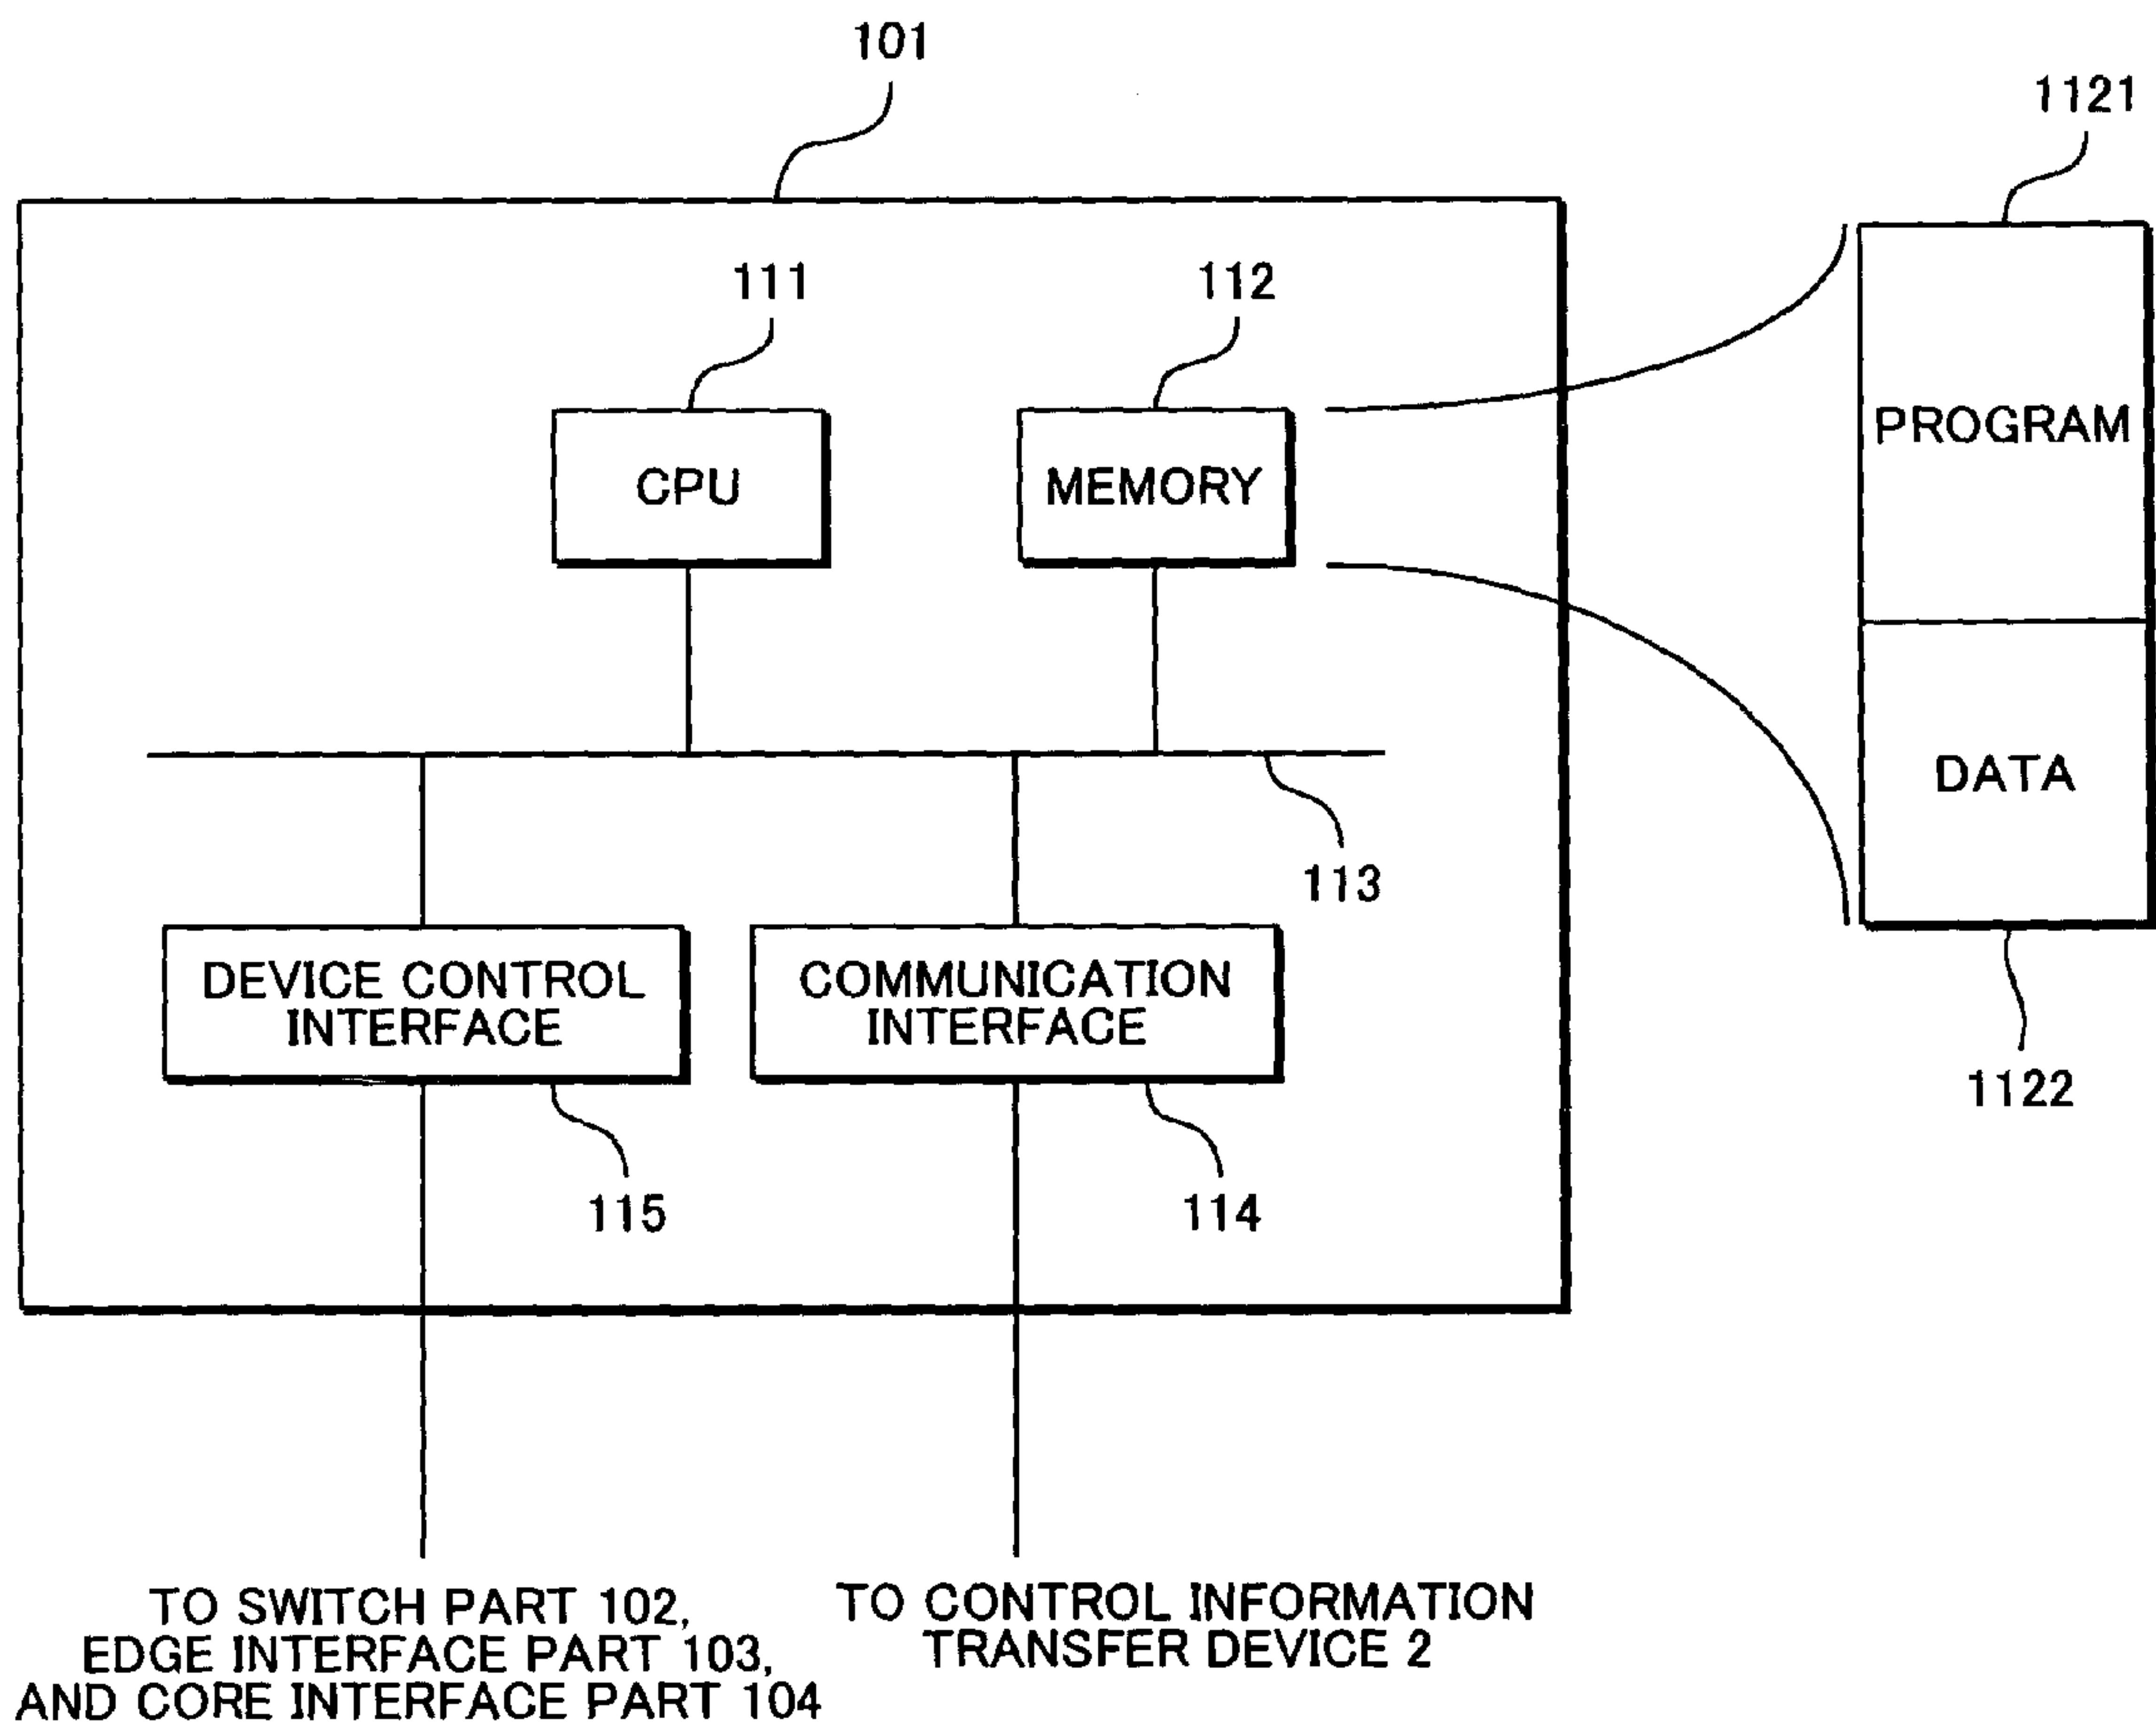 101
1121
111
112
PROGRAM
CPU
MEMORY
DATA
113
DEVICE CONTROL
INTERFACE
COMMUNICATION
INTERFACE
1122
115
114
TO SWITCH PART 102,
EDGE INTERFACE PART 103,
AND CORE INTERFACE PART 104
TO CONTROL INFORMATION
TRANSFER DEVICE 2